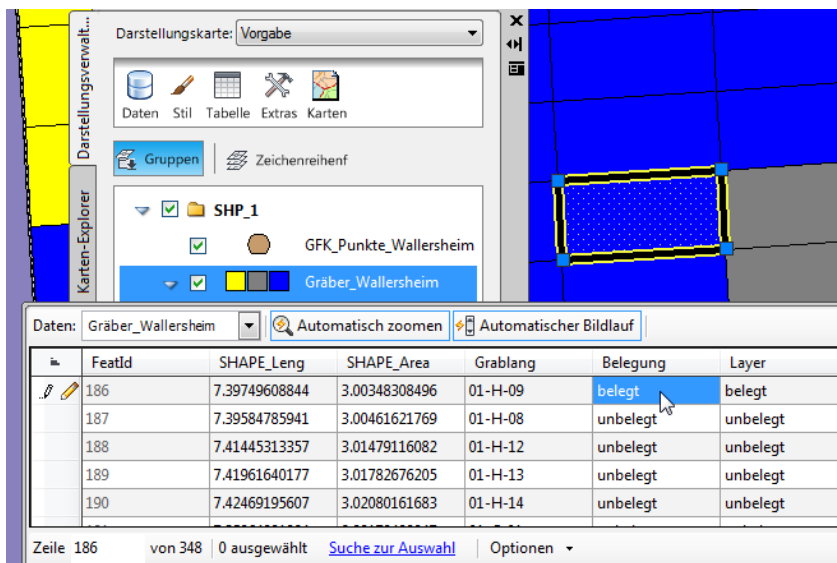 Darstellungsverwalt...
Karten-Explorer
Darstellungskarte: Vorgabe
Daten Stil Tabelle Extras Karten
Gruppen Zeichenreihenf
SHP_1
GFK_Punkte_Wallersheim
Gräber_Wallersheim
Daten: Gräber_Wallersheim Automatisch zoomen Automatischer Bildlauf
FeatId SHAPE_Leng SHAPE_Area Grablang Belegung Layer
186 7.39749608844 3.00348308496 01-H-09 belegt belegt
187 7.39584785941 3.00461621769 01-H-08 unbelegt unbelegt
188 7.41445313357 3.01479116082 01-H-12 unbelegt unbelegt
189 7.41961640177 3.01782676205 01-H-13 unbelegt unbelegt
190 7.42469195607 3.02080161683 01-H-14 unbelegt unbelegt
Zeile 186 von 348 0 ausgewählt Suche zur Auswahl Optionen